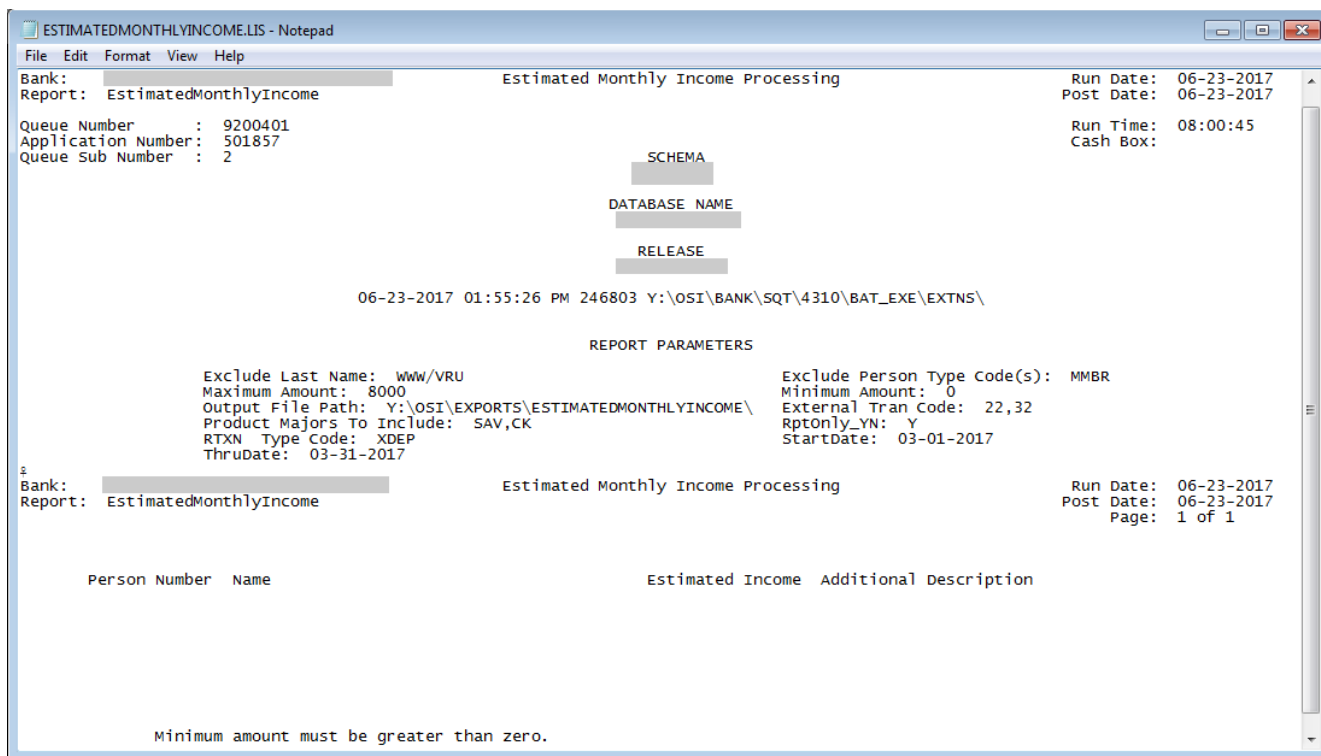 ESTIMATEDMONTHLYINCOME.LIS - Notepad
File Edit Format View Help
Bank: Estimated Monthly Income Processing Run Date: 06-23-2017
Report: EstimatedMonthlyIncome Post Date: 06-23-2017
Queue Number : 9200401 Run Time: 08:00:45
Application Number: 501857 Cash Box:
Queue Sub Number : 2 SCHEMA
DATABASE NAME
RELEASE
06-23-2017 01:55:26 PM 246803 Y:\OSI\BANK\SQT\4310\BAT_EXE\EXTNS\
REPORT PARAMETERS
Exclude Last Name: WWW/VRU Exclude Person Type Code(s): MMBR
Maximum Amount: 8000 Minimum Amount: 0
Output File Path: Y:\OSI\EXPORTS\ESTIMATEDMONTHLYINCOME\ External Tran Code: 22,32
Product Majors To Include: SAV,CK RptOnly_YN: Y
RTXN Type Code: XDEP StartDate: 03-01-2017
ThruDate: 03-31-2017
♀
Bank: Estimated Monthly Income Processing Run Date: 06-23-2017
Report: EstimatedMonthlyIncome Post Date: 06-23-2017
Page: 1 of 1
Person Number Name Estimated Income Additional Description
Minimum amount must be greater than zero.